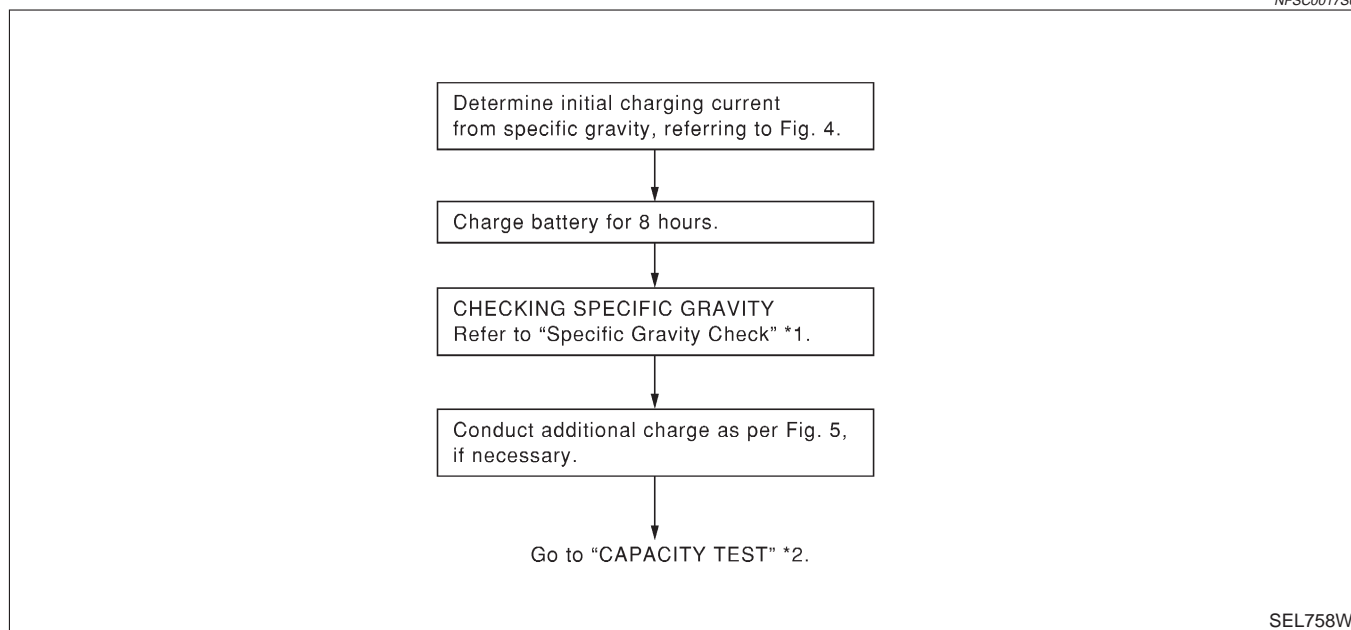 Determine initial charging current
from specific gravity, referring to Fig. 4.
Charge battery for 8 hours.
CHECKING SPECIFIC GRAVITY
Refer to “Specific Gravity Check” *1.
Conduct additional charge as per Fig. 5,
if necessary.
Go to “CAPACITY TEST” *2.
SEL758W